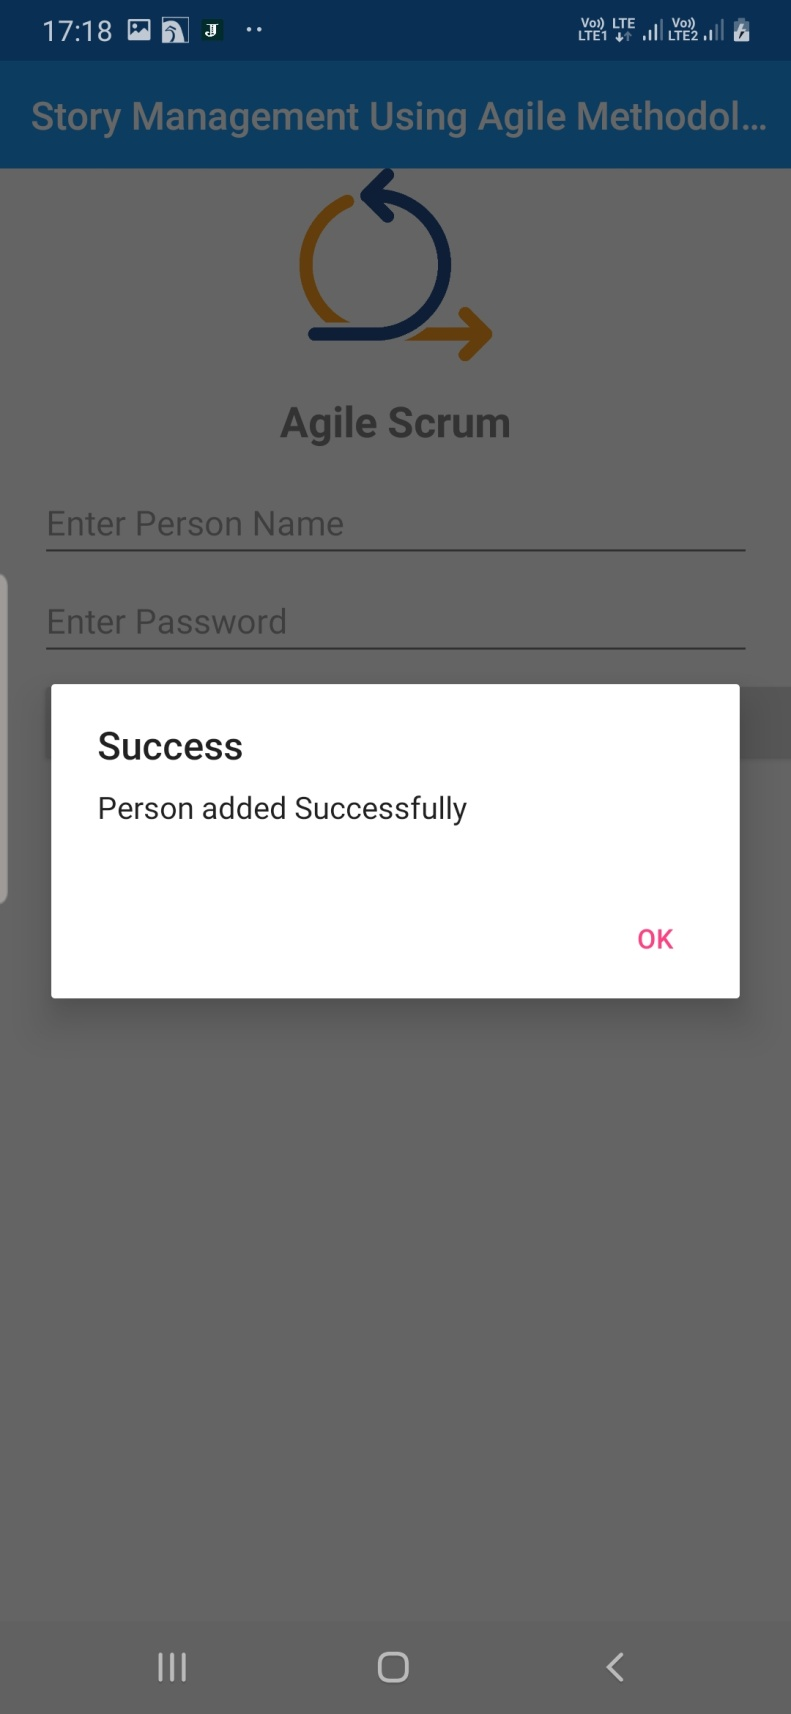 17:18
Vo)) LTE
LTE1
Vo))
LTE2
Story Management Using Agile Methodol...
Agile Scrum
Enter Person Name
Enter Password
Success
Person added Successfully
OK